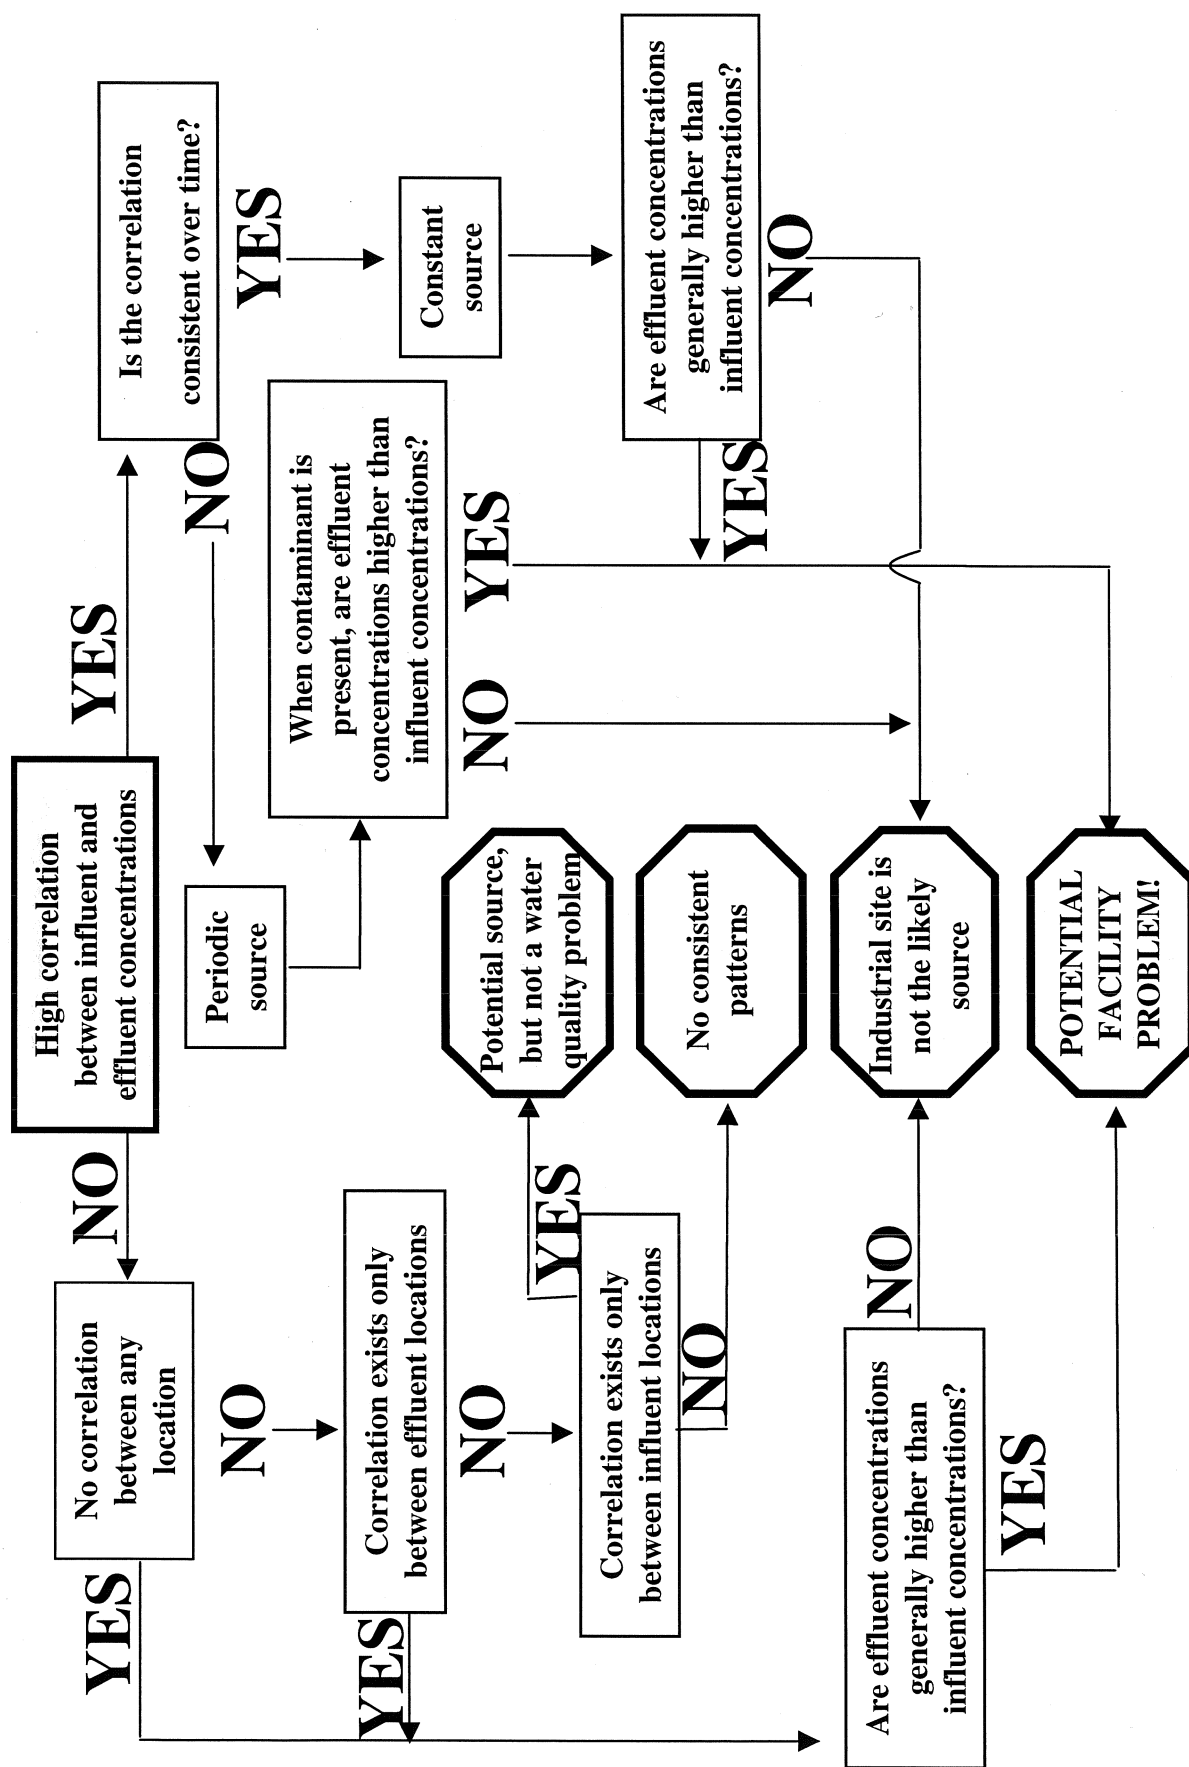 High correlation
between influent and
effluent concentrations
YES
NO
Is the correlation
consistent over time?
YES
NO
Constant
source
Periodic
source
When contaminant is
present, are effluent
concentrations higher than
influent concentrations?
YES
NO
Are effluent concentrations
generally higher than
influent concentrations?
YES
NO
No correlation
between any
location
YES
NO
Correlation exists only
between effluent locations
YES
NO
Correlation exists only
between influent locations
YES
NO
Are effluent concentrations
generally higher than
influent concentrations?
NO
YES
Potential source,
but not a water
quality problem
No consistent
patterns
Industrial site is
not the likely
source
POTENTIAL
FACILITY
PROBLEM!